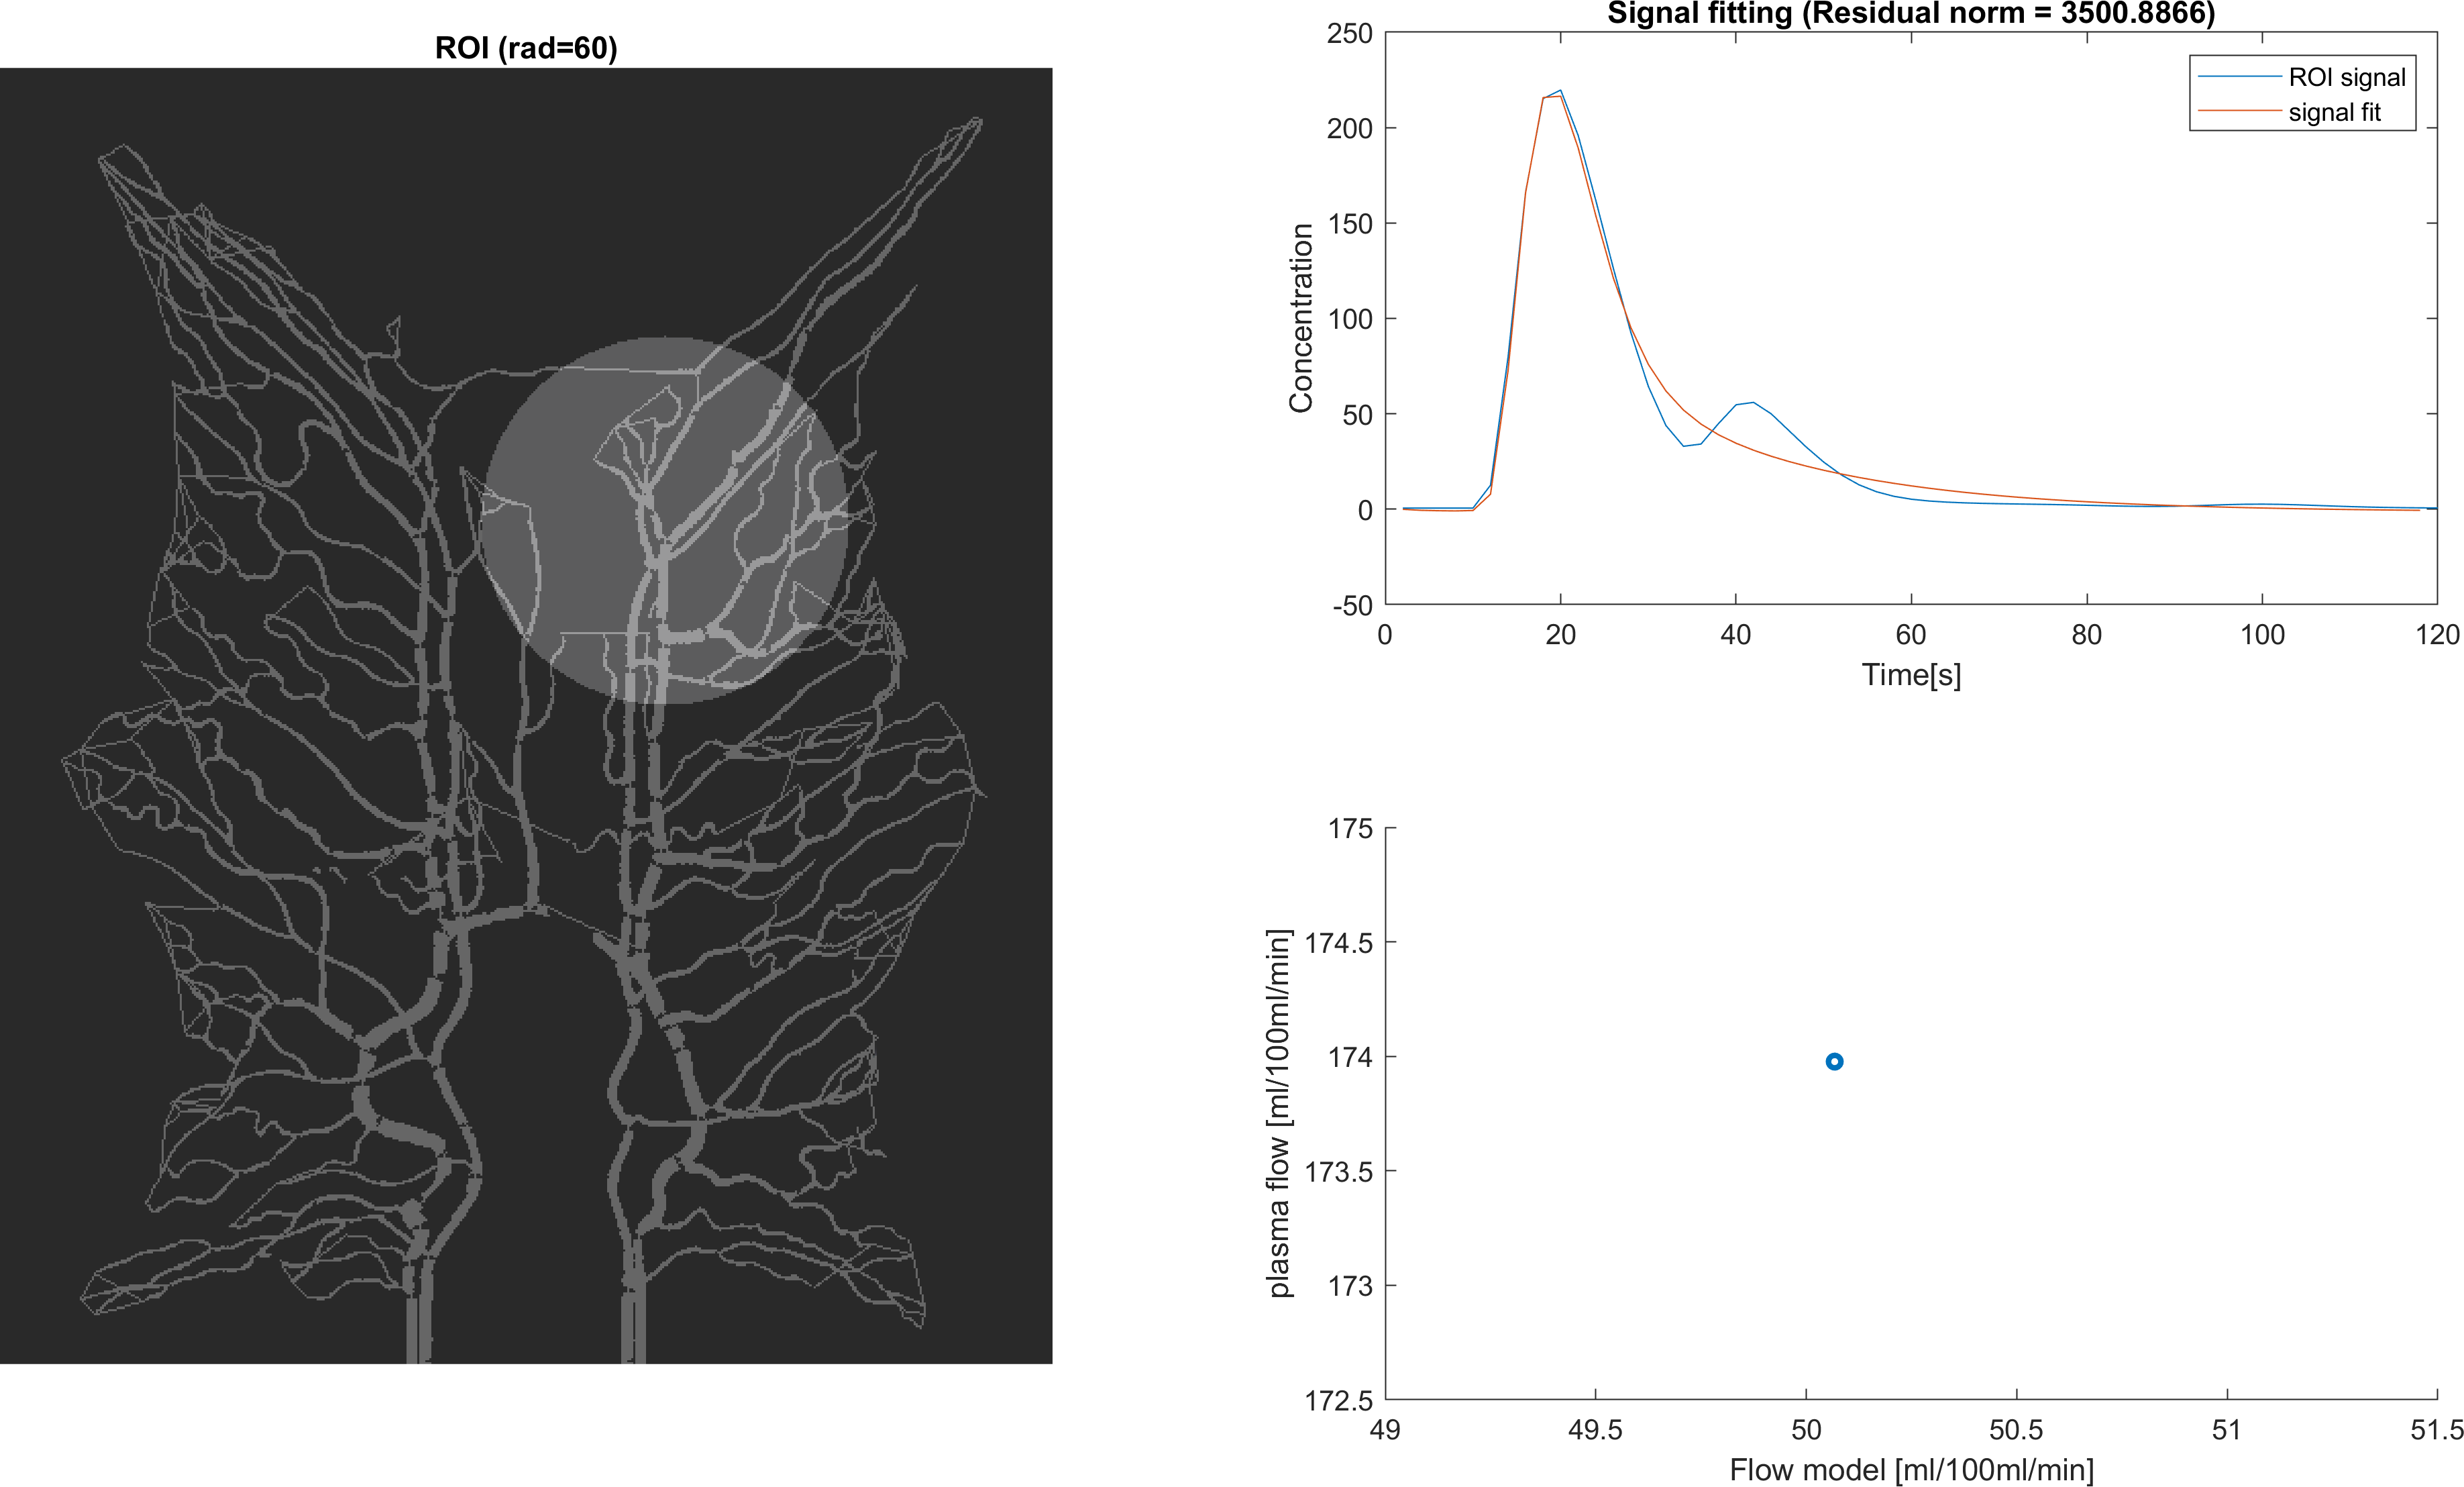 ROI (rad=60)
Signal fitting (Residual norm = 3500.8866)
250
200
150
100
50
0
-50
Concentration
ROI signal
signal fit
0 20 40 60 80 100 120
Time[s]
175
174.5
174
173.5
173
172.5
plasma flow [ml/100ml/min]
49 49.5 50 50.5 51 51.5
Flow model [ml/100ml/min]